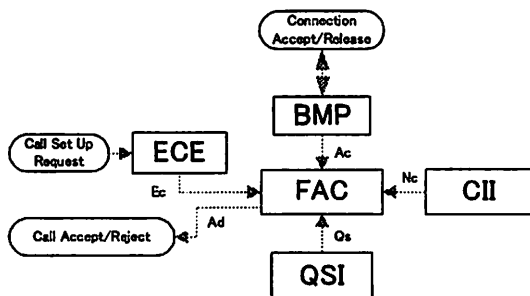 Connection
Accept/Release
BMP
Call Set Up
Request
ECE
Ac
Ec
FAC
Nc
CII
Call Accept/Reject
Ad
Qs
QSI